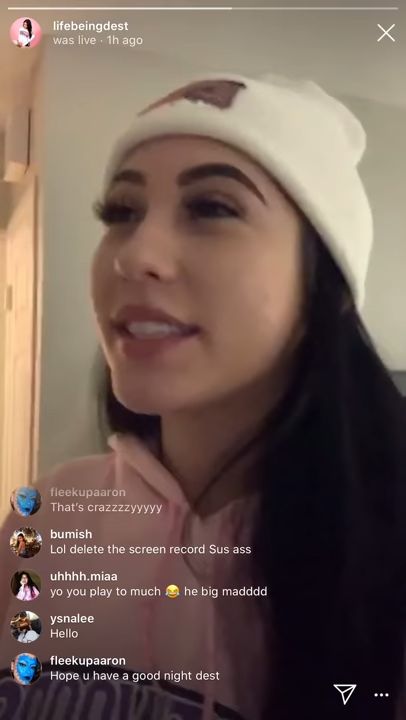 lifebeingdest
was live · 1h ago
fleekupaaron
That's crazzzzyyyyy
bumish
Lol delete the screen record Sus ass
uhhhh.miaa
yo you play to much 😂 he big madddd
ysnalee
Hello
fleekupaaron
Hope u have a good night dest